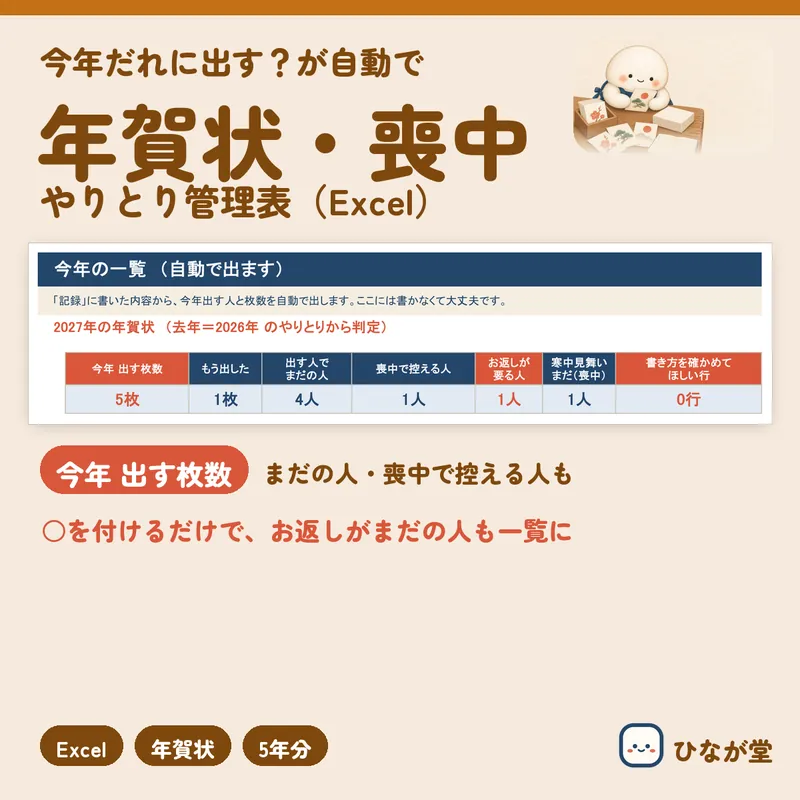 今年だれに出す？が自動で
年賀状・喪中
やりとり管理表（Excel）
今年の一覧 （自動で出ます）
「記録」に書いた内容から、今年出す人と枚数を自動で出します。ここには書かなくて大丈夫です。
2027年の年賀状 （去年＝2026年 のやりとりから判定）
今年 出す枚数 もう出した 出す人で まだの人 喪中で控える人 お返しが 要る人 寒中見舞い まだ(喪中) 書き方を確かめて ほしい行
5枚 1枚 4人 1人 1人 1人 0行
今年 出す枚数 まだの人・喪中で控える人も
○を付けるだけで、お返しがまだの人も一覧に
Excel 年賀状 5年分 ひなが堂